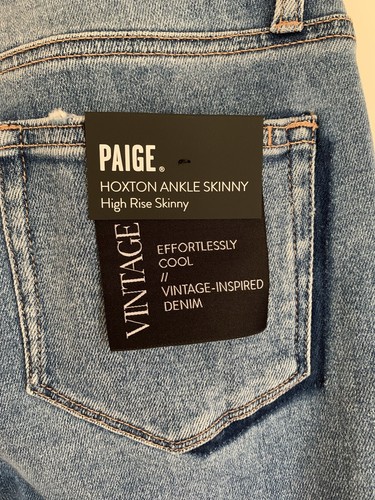 PAIGE®
HOXTON ANKLE SKINNY
High Rise Skinny
VINTAGE
EFFORTLESSLY
COOL
//
VINTAGE-INSPIRED
DENIM